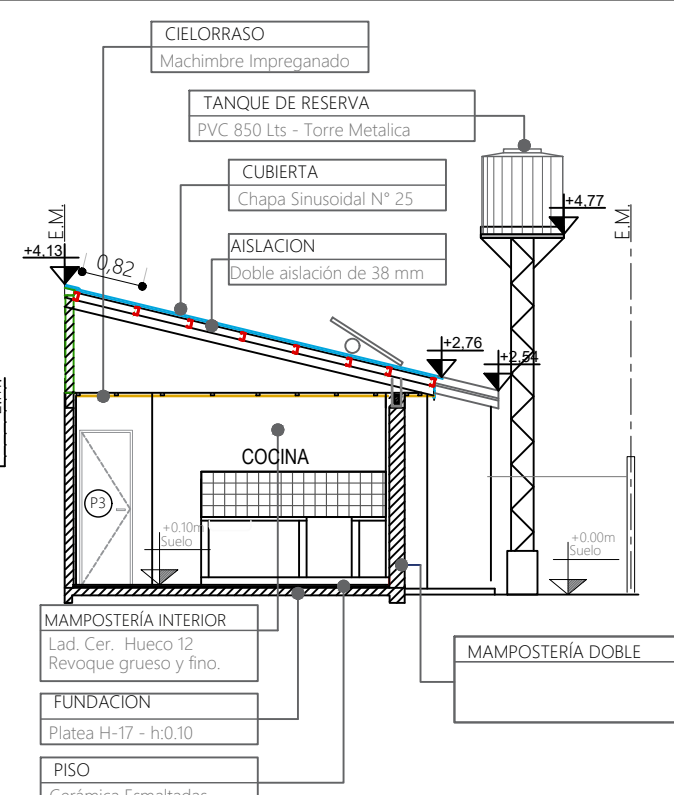 CIELORRASO
Machimbre Impreganado
TANQUE DE RESERVA
PVC 850 Lts - Torre Metalica
CUBIERTA
Chapa Sinusoidal N° 25
AISLACION
Doble aislación de 38 mm
E.M.
+4,13
0,82
+4,77
E.M.
+2,76
+2,54
COCINA
P3
+0.10m
Suelo
+0.00m
Suelo
MAMPOSTERÍA INTERIOR
Lad. Cer. Hueco 12
Revoque grueso y fino.
MAMPOSTERÍA DOBLE
FUNDACION
Platea H-17 - h:0.10
PISO
Cerámica Esmaltadas